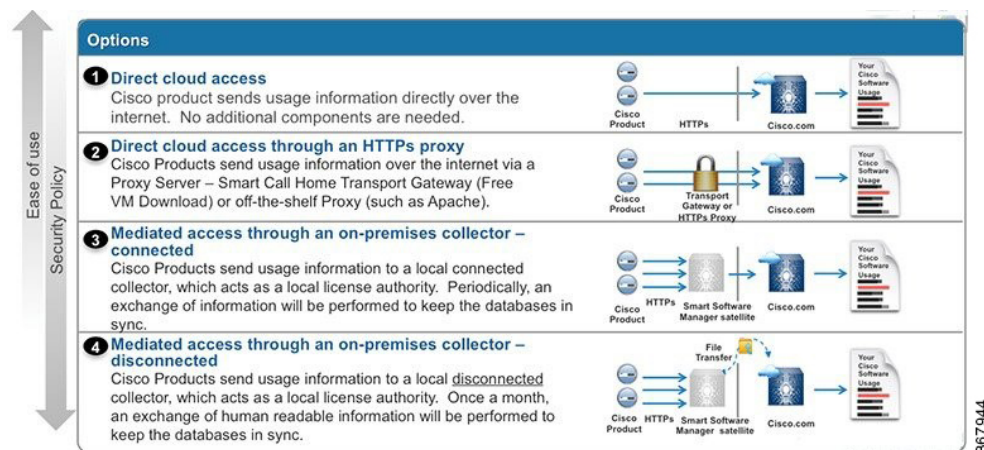 Options
Ease of use
Security Policy
1 Direct cloud access
Cisco product sends usage information directly over the
internet. No additional components are needed.
Cisco
Product
HTTPs
Cisco.com
Your
Cisco
Software
Usage
2 Direct cloud access through an HTTPs proxy
Cisco Products send usage information over the internet via a
Proxy Server – Smart Call Home Transport Gateway (Free
VM Download) or off-the-shelf Proxy (such as Apache).
Cisco
Product
Transport
Gateway or
HTTPs Proxy
Cisco.com
Your
Cisco
Software
Usage
3 Mediated access through an on-premises collector –
connected
Cisco Products send usage information to a local connected
collector, which acts as a local license authority. Periodically, an
exchange of information will be performed to keep the databases in
sync.
Cisco
Product
HTTPs
Smart Software
Manager satellite
Cisco.com
Your
Cisco
Software
Usage
4 Mediated access through an on-premises collector –
disconnected
Cisco Products send usage information to a local disconnected
collector, which acts as a local license authority. Once a month,
an exchange of human readable information will be performed to
keep the databases in sync.
File
Transfer
Cisco
Product
HTTPs
Smart Software
Manager satellite
Cisco.com
Your
Cisco
Software
Usage
367944